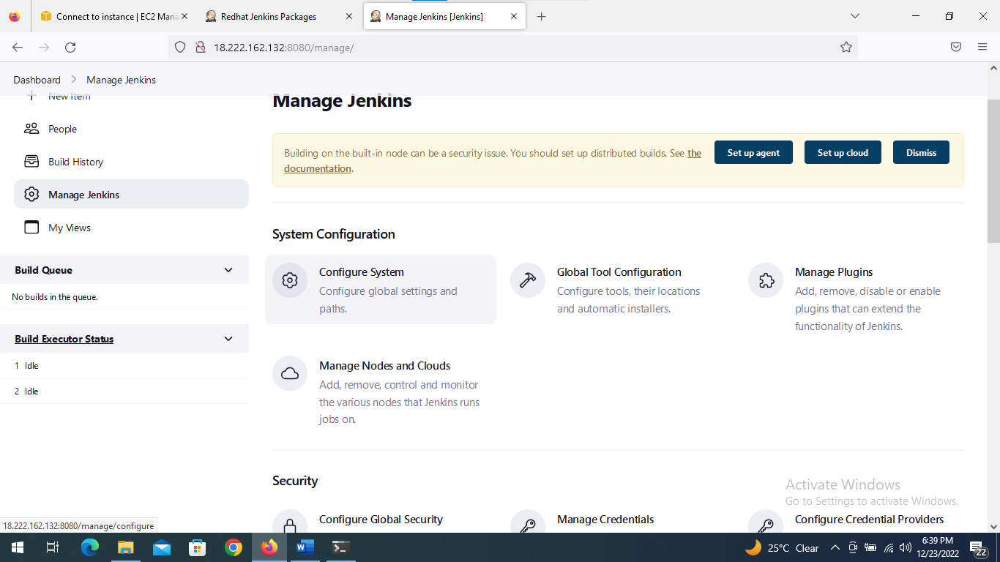 Connect to instance | EC2 Mana
Redhat Jenkins Packages
Manage Jenkins [Jenkins]
18.222.162.132:8080/manage/
Dashboard
Manage Jenkins
New Item
People
Build History
Manage Jenkins
My Views
Build Queue
No builds in the queue.
Build Executor Status
1 Idle
2 Idle
Manage Jenkins
Building on the built-in node can be a security issue. You should set up distributed builds. See the
documentation.
Set up agent
Set up cloud
Dismiss
System Configuration
Configure System
Configure global settings and
paths.
Global Tool Configuration
Configure tools, their locations
and automatic installers.
Manage Plugins
Add, remove, disable or enable
plugins that can extend the
functionality of Jenkins.
Manage Nodes and Clouds
Add, remove, control and monitor
the various nodes that Jenkins runs
jobs on.
Security
Configure Global Security
Manage Credentials
Configure Credential Providers
Activate Windows
Go to Settings to activate Windows.
18.222.162.132:8080/manage/configure
W
25°C Clear
6:39 PM
12/23/2022
22